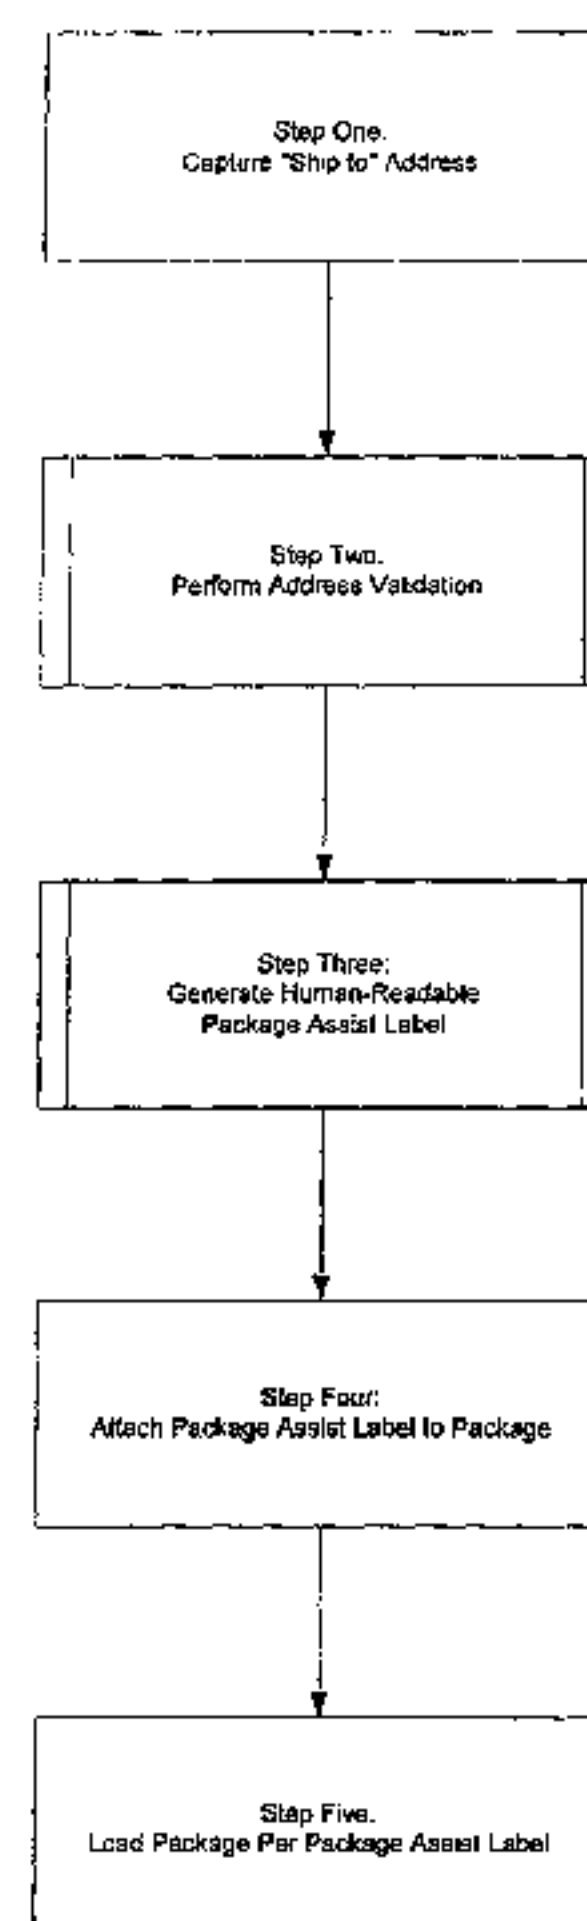 Step One.
Capture "Ship to" Address
Step Two.
Perform Address Validation
Step Three:
Generate Human-Readable
Package Assist Label
Step Four:
Attach Package Assist Label to Package
Step Five.
Load Package Per Package Assist Label